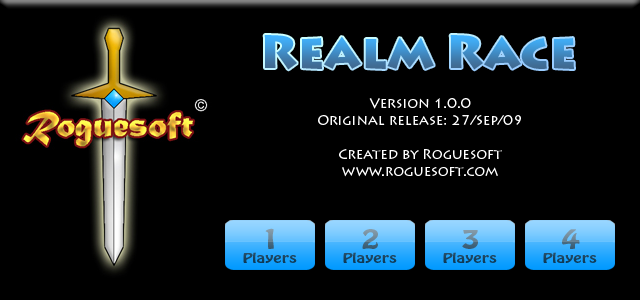 Roguesoft ©
Realm Race
Version 1.0.0
Original release: 27/Sep/09
Created by Roguesoft
www.roguesoft.com
1 Players
2 Players
3 Players
4 Players